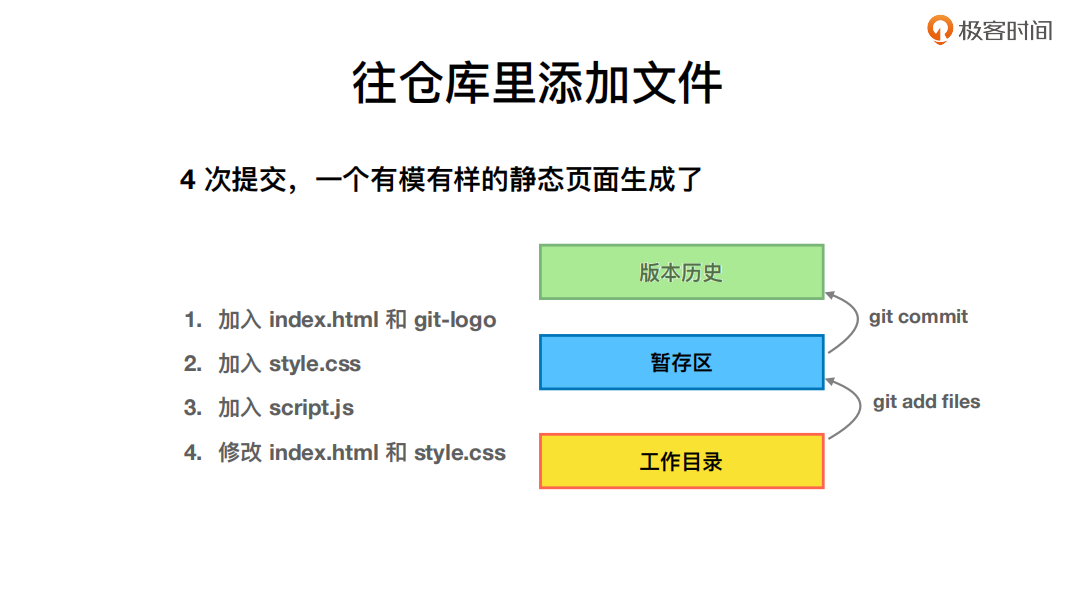 极客时间
往仓库里添加文件
4 次提交，一个有模有样的静态页面生成了
1. 加入 index.html 和 git-logo
2. 加入 style.css
3. 加入 script.js
4. 修改 index.html 和 style.css
版本历史
git commit
暂存区
git add files
工作目录